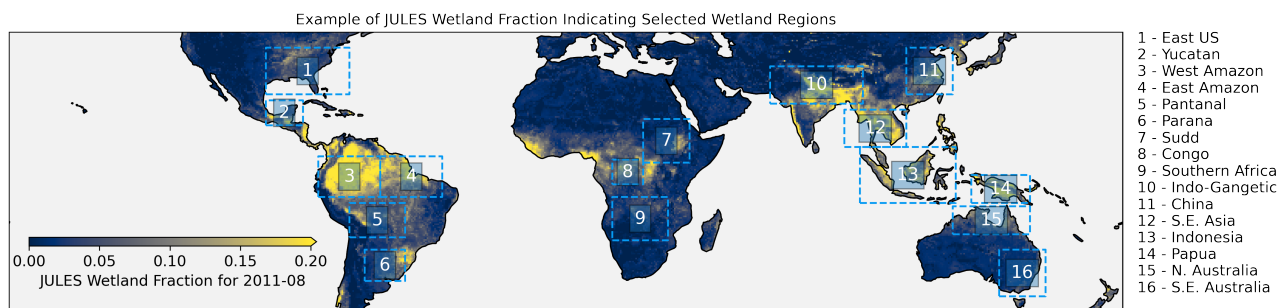 Example of JULES Wetland Fraction Indicating Selected Wetland Regions
1
2
3
4
5
6
7
8
9
10
11
12
13
14
15
16
0.00 0.05 0.10 0.15 0.20
JULES Wetland Fraction for 2011-08
1 - East US
2 - Yucatan
3 - West Amazon
4 - East Amazon
5 - Pantanal
6 - Parana
7 - Sudd
8 - Congo
9 - Southern Africa
10 - Indo-Gangetic
11 - China
12 - S.E. Asia
13 - Indonesia
14 - Papua
15 - N. Australia
16 - S.E. Australia